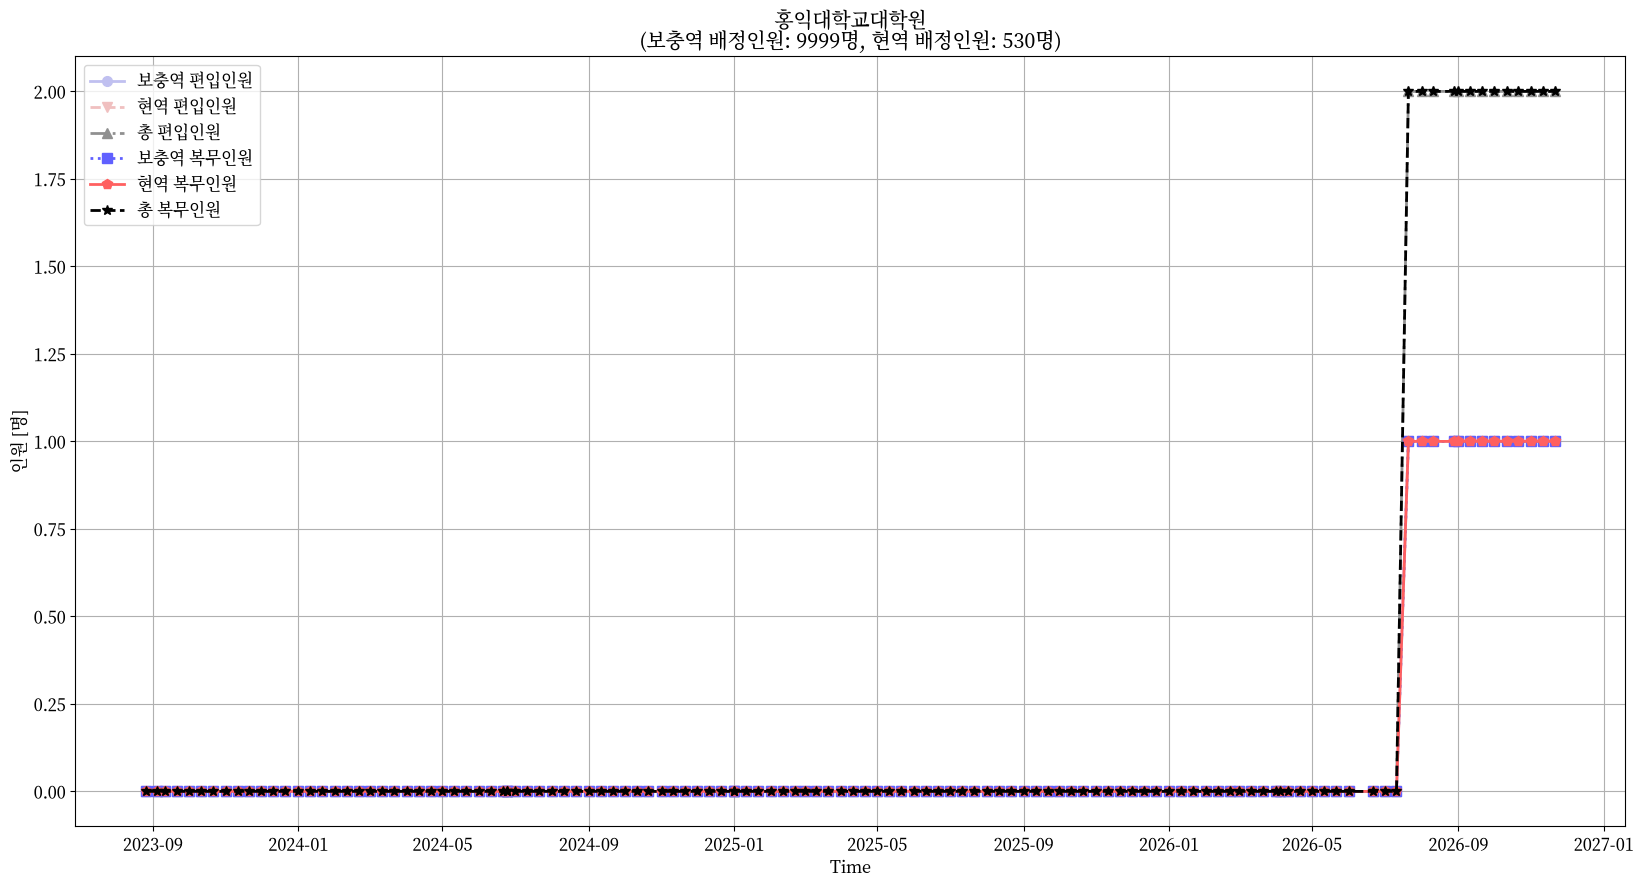 홍익대학교대학원
(보충역 배정인원: 9999명, 현역 배정인원: 530명)
보충역 편입인원
현역 편입인원
총 편입인원
보충역 복무인원
현역 복무인원
총 복무인원
인원 [명]
2.00
1.75
1.50
1.25
1.00
0.75
0.50
0.25
0.00
2023-09
2024-01
2024-05
2024-09
2025-01
2025-05
2025-09
2026-01
2026-05
2026-09
2027-01
Time